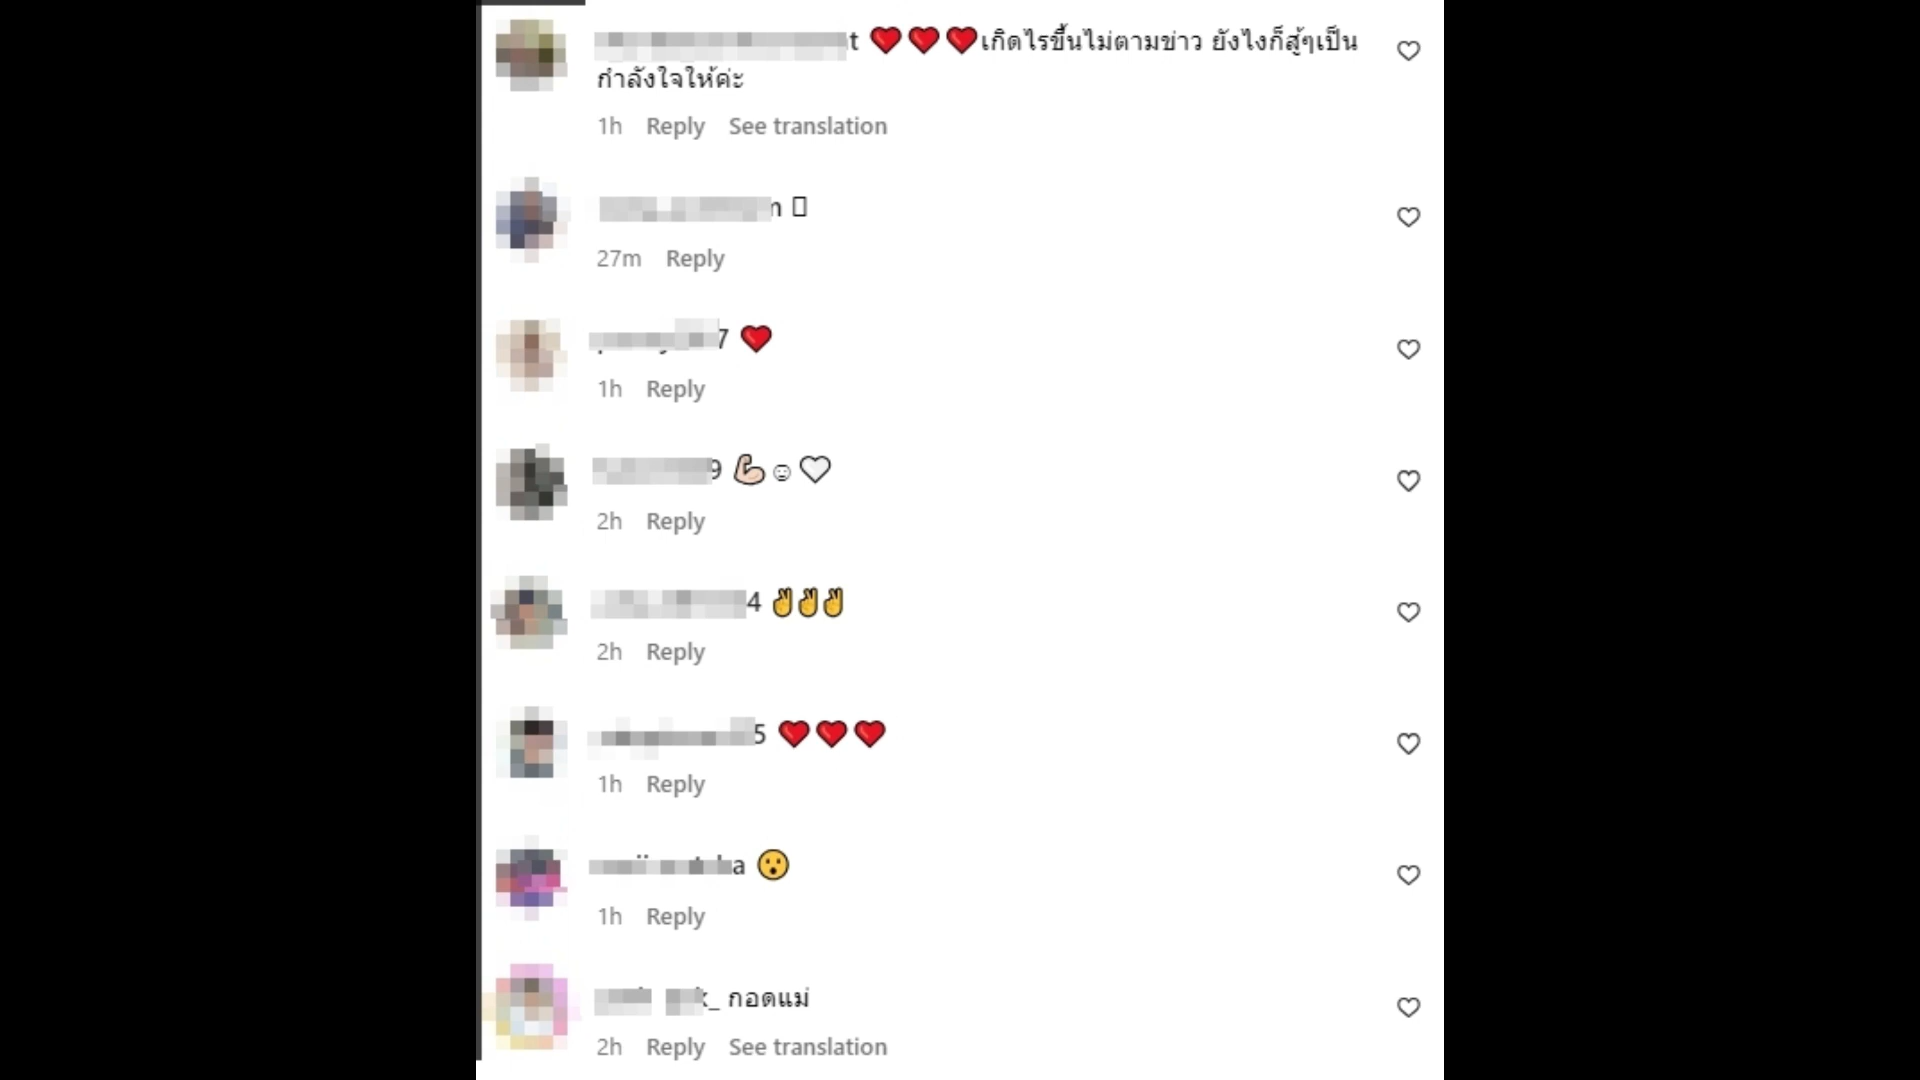 t ❤️❤️❤️เกิดไรขึ้นไม่ตามข่าว ยังไงก็สู้ๆเป็น
กำลังใจให้ค่ะ
1h Reply See translation
27m Reply
7 ❤️
1h Reply
9 💪🏻☺🤍
2h Reply
4 ✌️✌️✌️
2h Reply
5 ❤️❤️❤️
1h Reply
a 😮
1h Reply
_ กอดแม่
2h Reply See translation